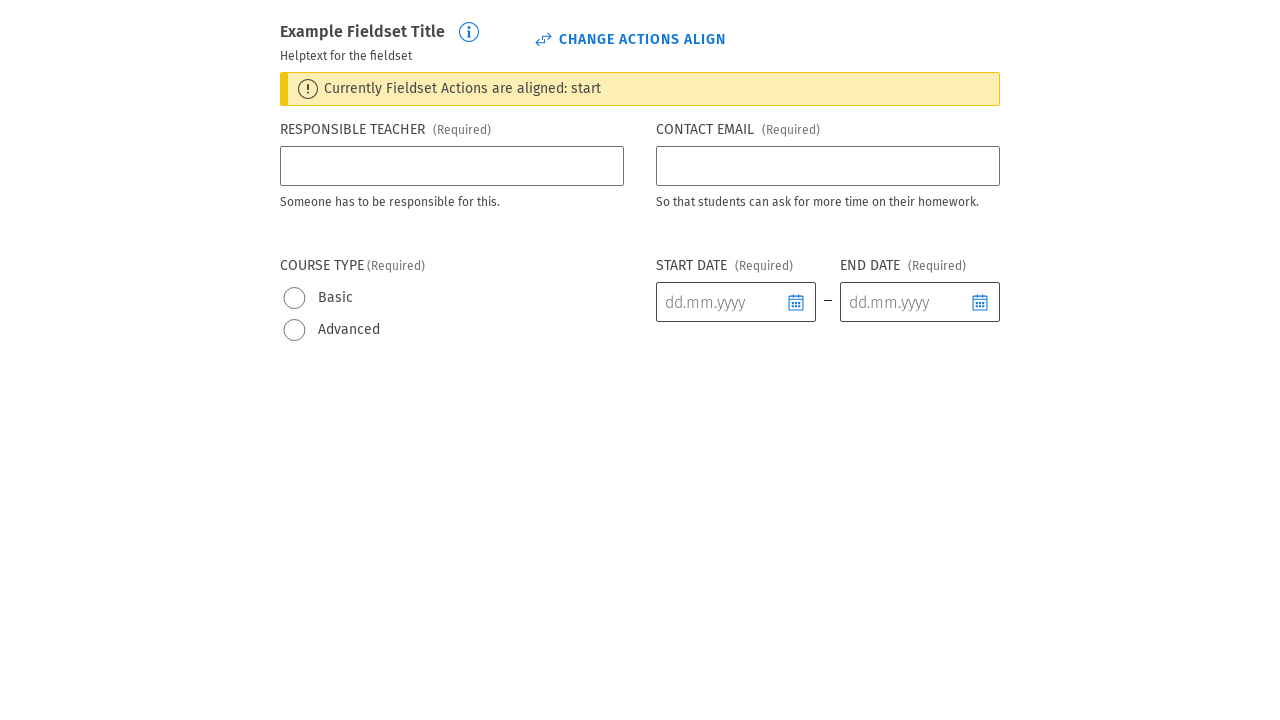 Example Fieldset Title
CHANGE ACTIONS ALIGN
Helptext for the fieldset
Currently Fieldset Actions are aligned: start
RESPONSIBLE TEACHER (Required)
CONTACT EMAIL (Required)
Someone has to be responsible for this.
So that students can ask for more time on their homework.
COURSE TYPE (Required)
START DATE (Required)
END DATE (Required)
Basic
dd.mm.yyyy – dd.mm.yyyy
Advanced